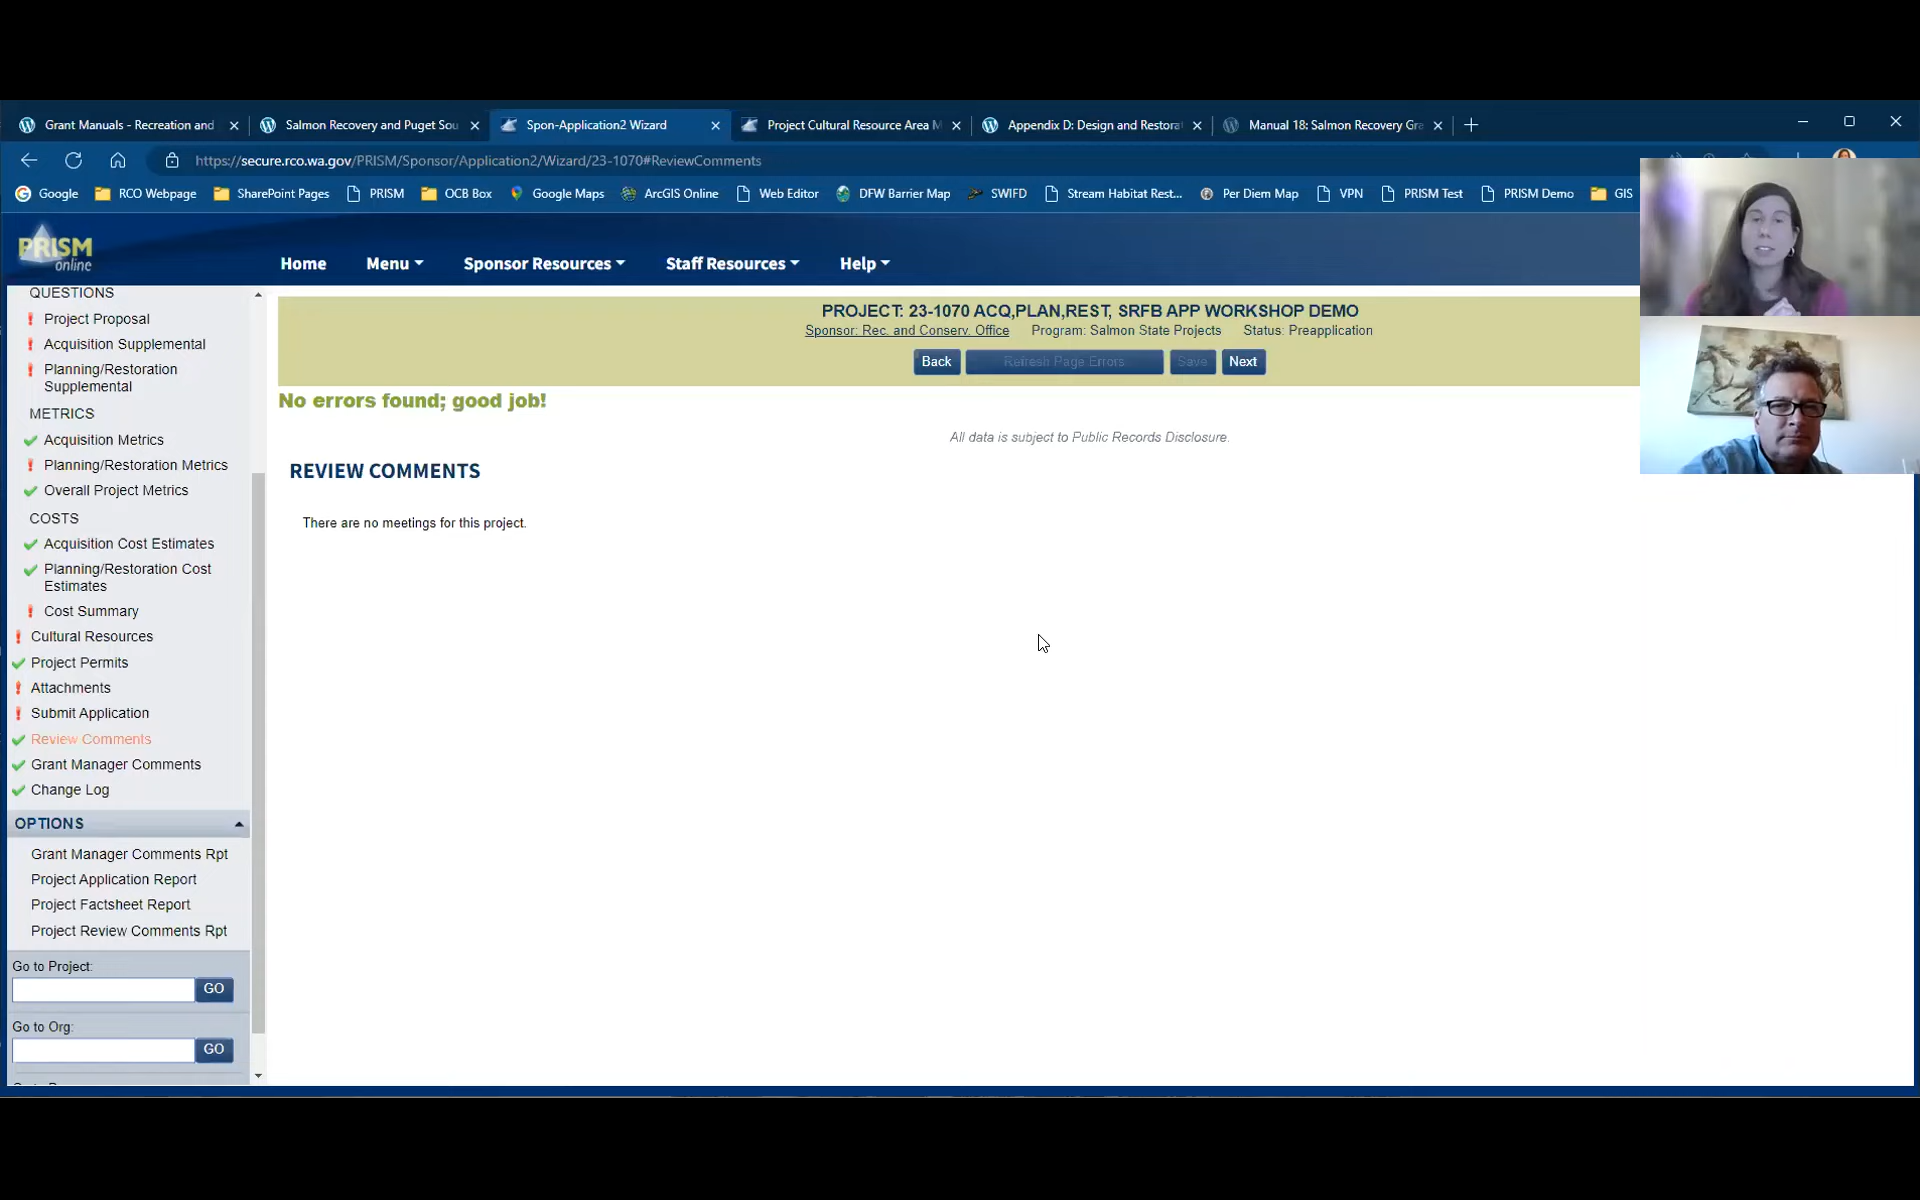 Grant Manuals - Recreation and
Salmon Recovery and Puget Sou
Spon-Application2 Wizard
Project Cultural Resource Area M
Appendix D: Design and Restora
Manual 18: Salmon Recovery Gra
https://secure.rco.wa.gov/PRISM/Sponsor/Application2/Wizard/23-1070#ReviewComments
Google RCO Webpage SharePoint Pages PRISM OCB Box Google Maps ArcGIS Online Web Editor DFW Barrier Map SWIFD Stream Habitat Rest... Per Diem Map VPN PRISM Test PRISM Demo GIS
PRISM
online
Home Menu Sponsor Resources Staff Resources Help
QUESTIONS
Project Proposal
Acquisition Supplemental
Planning/Restoration
Supplemental
METRICS
Acquisition Metrics
Planning/Restoration Metrics
Overall Project Metrics
COSTS
Acquisition Cost Estimates
Planning/Restoration Cost
Estimates
Cost Summary
Cultural Resources
Project Permits
Attachments
Submit Application
Review Comments
Grant Manager Comments
Change Log
OPTIONS
Grant Manager Comments Rpt
Project Application Report
Project Factsheet Report
Project Review Comments Rpt
Go to Project:
GO
Go to Org:
GO
PROJECT: 23-1070 ACQ,PLAN,REST, SRFB APP WORKSHOP DEMO
Sponsor: Rec. and Conserv. Office Program: Salmon State Projects Status: Preapplication
Back Refresh Page Errors Save Next
No errors found; good job!
All data is subject to Public Records Disclosure.
REVIEW COMMENTS
There are no meetings for this project.